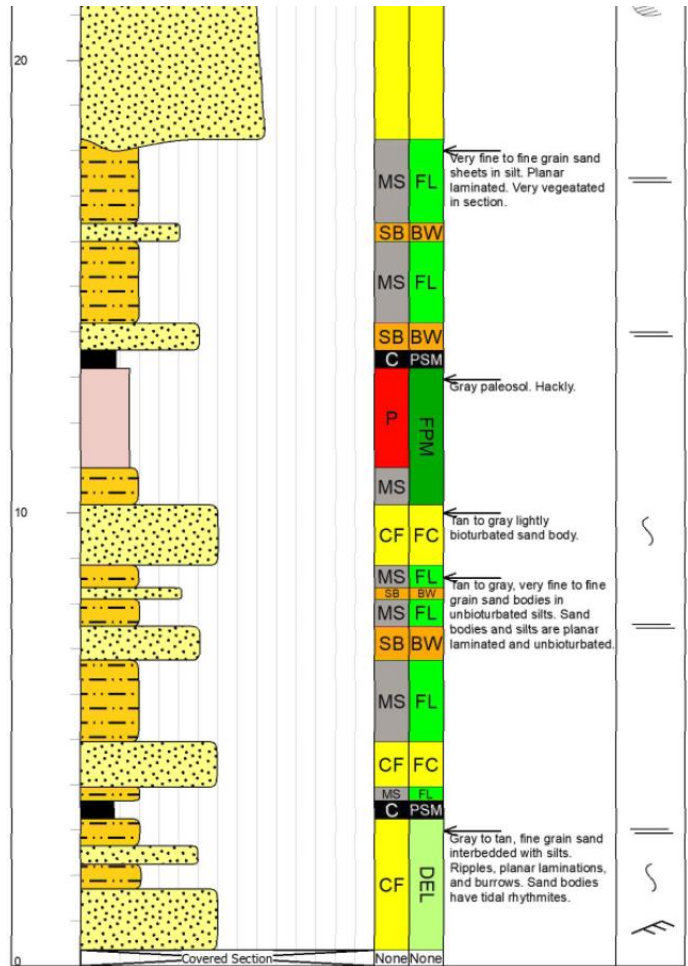 20
MS FL
Very fine to fine grain sand
sheets in silt. Planar
laminated. Very vegeatated
in section.
SB BW
MS FL
SB BW
C PSM
Gray paleosol. Hackly.
P
FPM
MS
10
CF FC
Tan to gray lightly
bioturbated sand body.
MS FL
Tan to gray, very fine to fine
grain sand bodies in
unbioturbated silts. Sand
bodies and silts are planar
laminated and unbioturbated.
SB BW
MS FL
SB BW
MS FL
CF FC
MS FL
C PSM
Gray to tan, fine grain sand
interbedded with silts.
Ripples, planar laminations,
and burrows. Sand bodies
have tidal rhythmites.
CF
DEL
0
Covered Section
None None